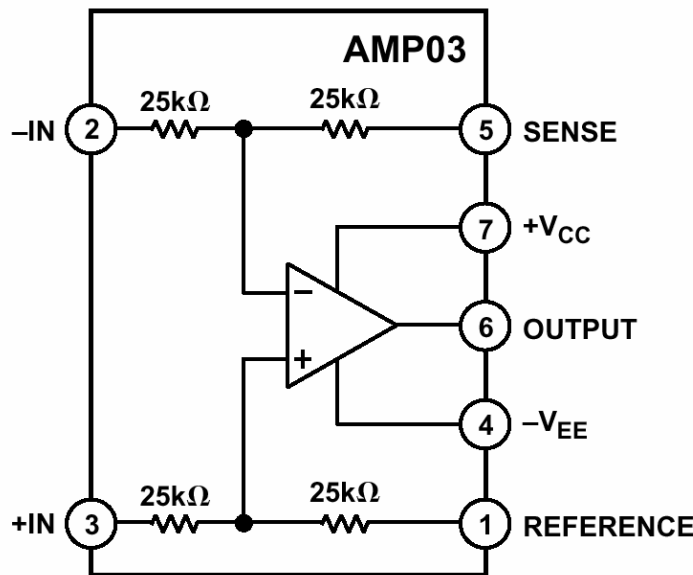 AMP03
25kΩ 25kΩ
–IN 2 5 SENSE
7 +VCC
–
6 OUTPUT
+
4 –VEE
25kΩ 25kΩ
+IN 3 1 REFERENCE